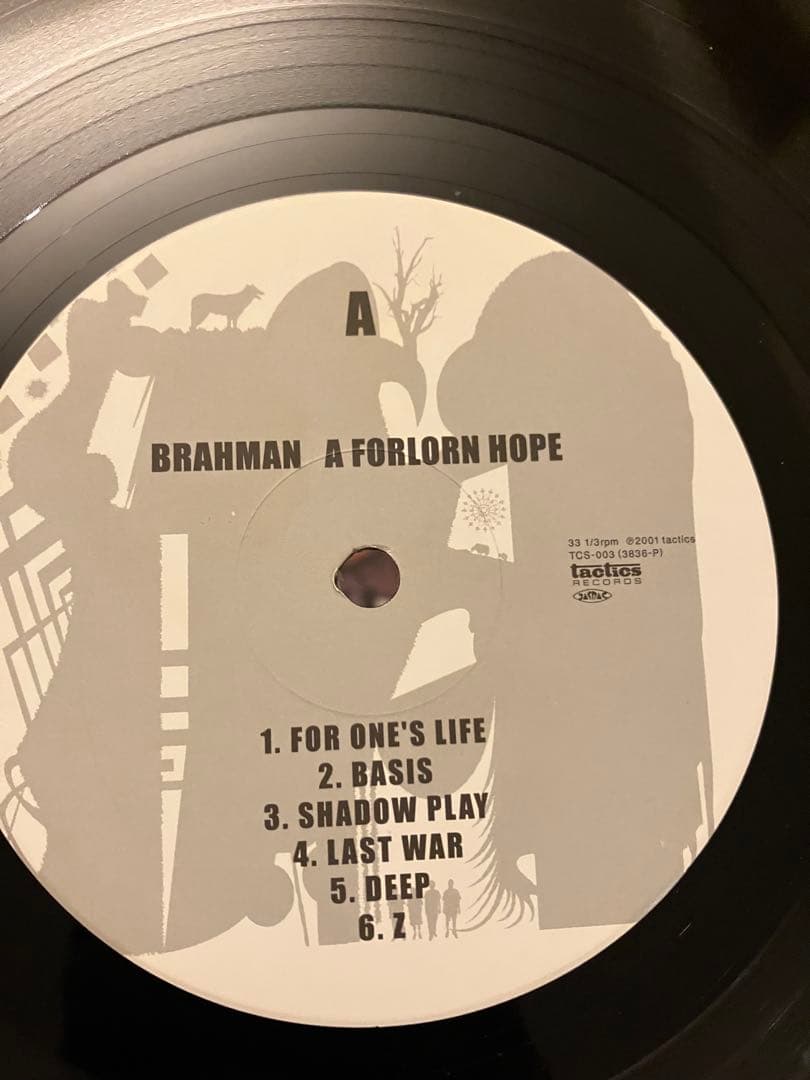 A
BRAHMAN A FORLORN HOPE
33 1/3rpm ℗2001 tactics
TCS-003 (3836-P)
tactics
RECORDS
JASRAC
1. FOR ONE'S LIFE
2. BASIS
3. SHADOW PLAY
4. LAST WAR
5. DEEP
6. Z